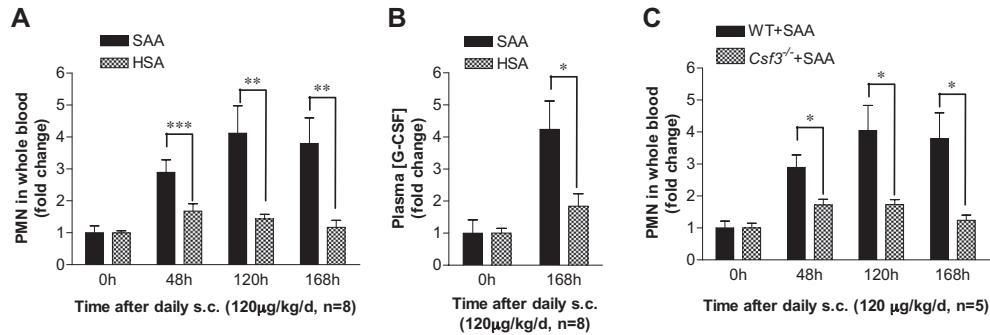 A
SAA
HSA
PMN in whole blood
(fold change)
6
5
4
3
2
1
0
***
**
**
0h
48h
120h
168h
Time after daily s.c. (120μg/kg/d, n=8)
B
SAA
HSA
Plasma [G-CSF]
(fold change)
6
5
4
3
2
1
0
*
0h
168h
Time after daily s.c.
(120μg/kg/d, n=8)
C
WT+SAA
Csf3-/-+SAA
PMN in whole blood
(fold change)
6
5
4
3
2
1
0
*
*
*
0h
48h
120h
168h
Time after daily s.c. (120 μg/kg/d, n=5)